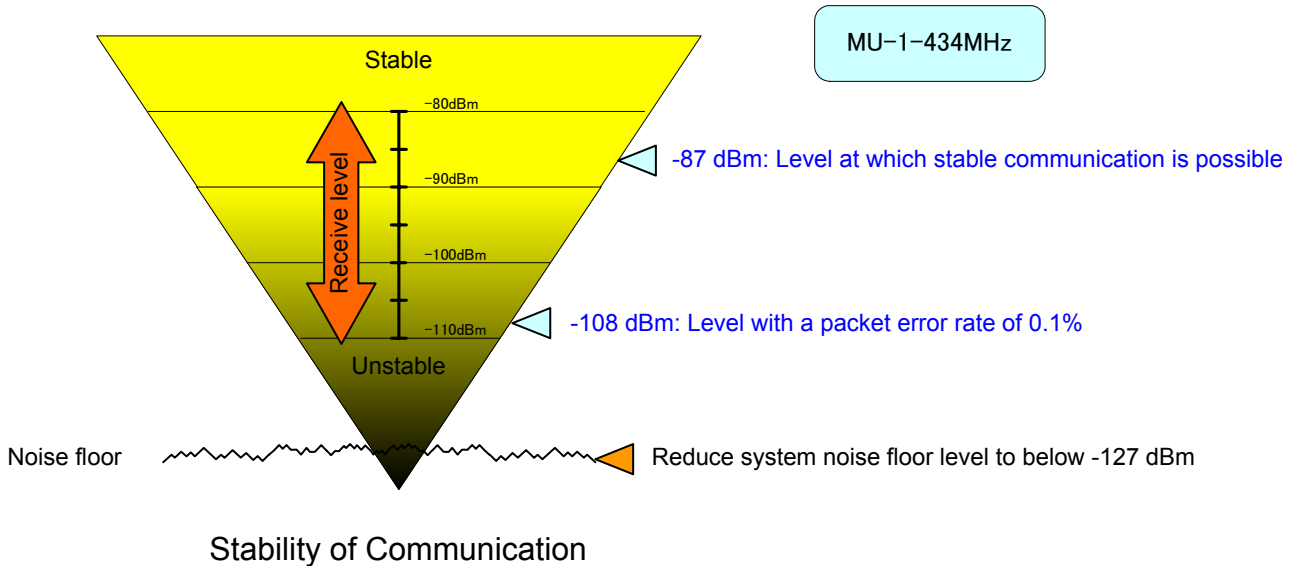 MU-1-434MHz
Stable
-80dBm
-87 dBm: Level at which stable communication is possible
Receive level
-90dBm
-100dBm
-108 dBm: Level with a packet error rate of 0.1%
-110dBm
Unstable
Noise floor
Reduce system noise floor level to below -127 dBm
Stability of Communication